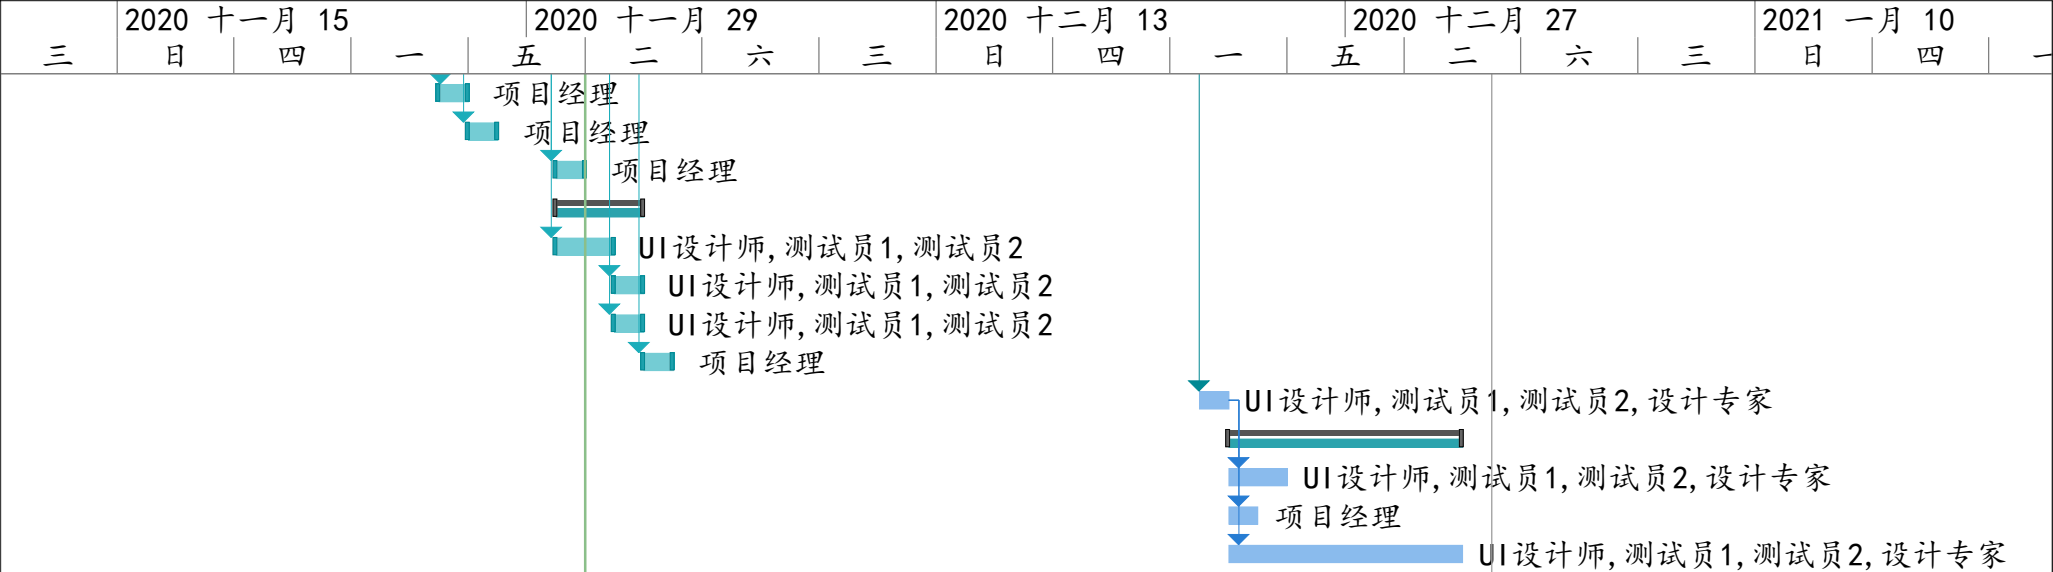 2020 十一月 15 2020 十一月 29 2020 十二月 13 2020 十二月 27 2021 一月 10
三 日 四 一 五 二 六 三 日 四 一 五 二 六 三 日 四 一
项目经理
项目经理
项目经理
UI设计师,测试员1,测试员2
UI设计师,测试员1,测试员2
UI设计师,测试员1,测试员2
项目经理
UI设计师,测试员1,测试员2,设计专家
UI设计师,测试员1,测试员2,设计专家
项目经理
UI设计师,测试员1,测试员2,设计专家